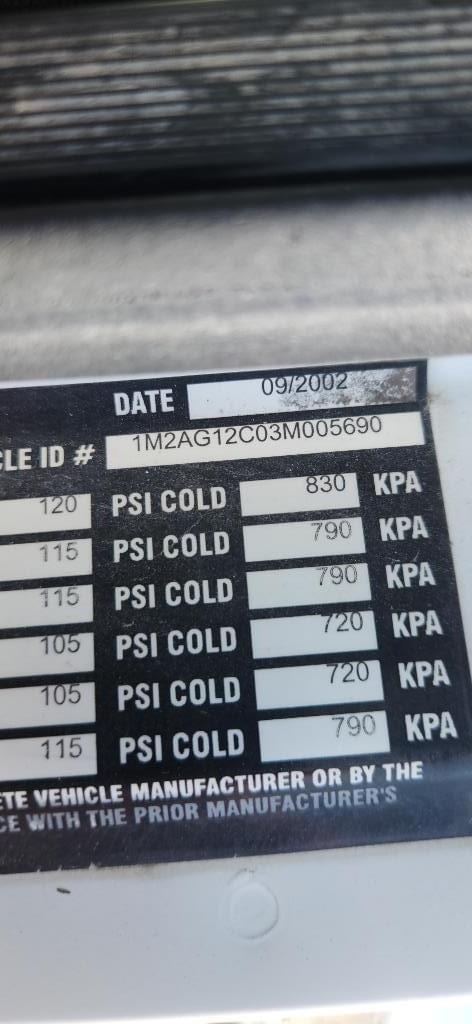 DATE 09/2002
CLE ID # 1M2AG12C03M005690
120 PSI COLD 830 KPA
115 PSI COLD 790 KPA
115 PSI COLD 790 KPA
105 PSI COLD 720 KPA
105 PSI COLD 720 KPA
115 PSI COLD 790 KPA
ETE VEHICLE MANUFACTURER OR BY THE
CE WITH THE PRIOR MANUFACTURER'S